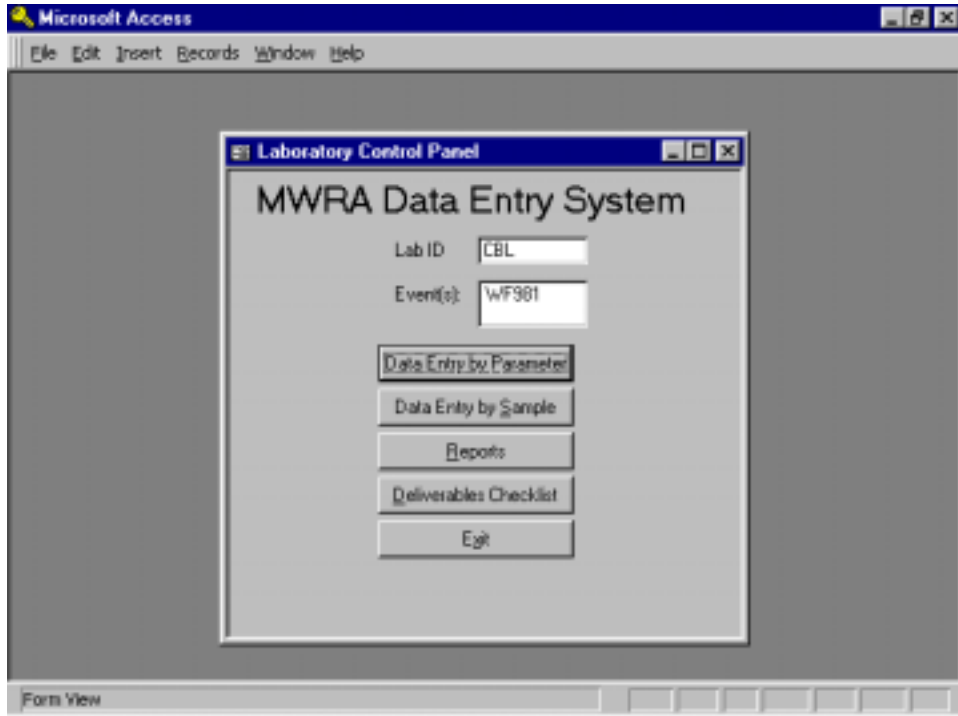 Microsoft Access
File Edit Insert Records Window Help
Laboratory Control Panel
MWRA Data Entry System
Lab ID CBL
Event(s): WF981
Data Entry by Parameter
Data Entry by Sample
Reports
Deliverables Checklist
Exit
Form View